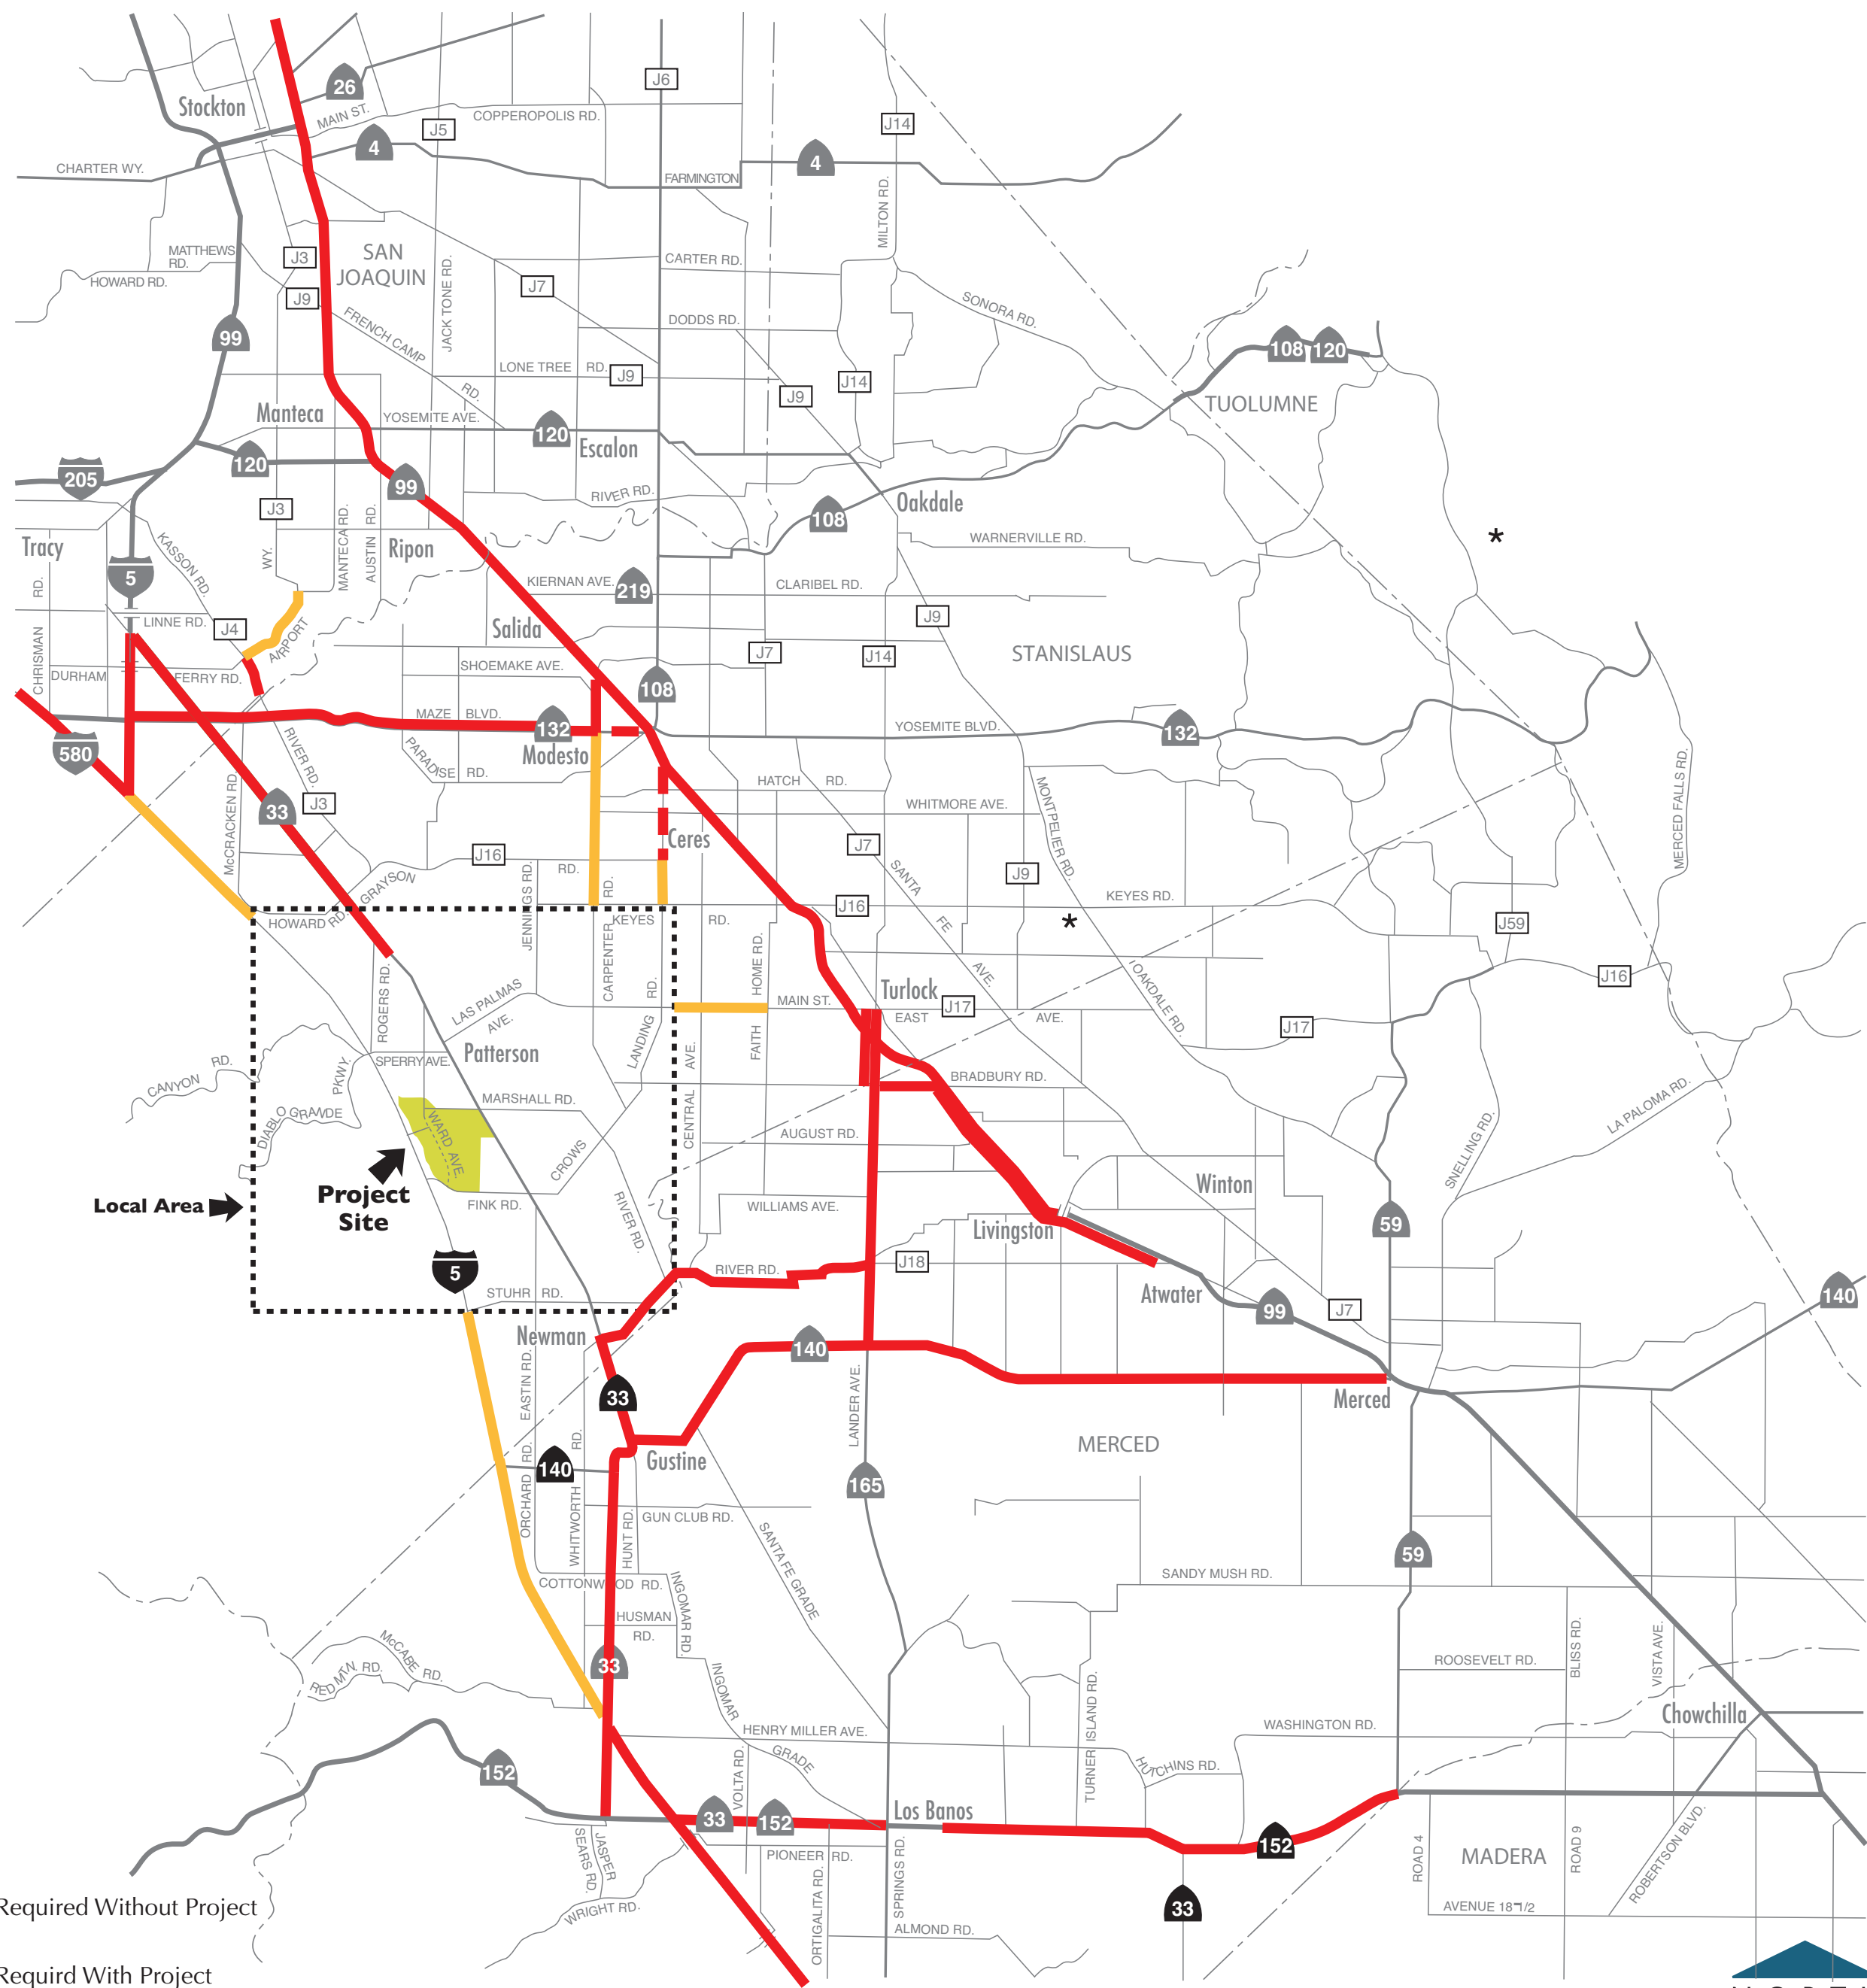 J6
26
Stockton
MAIN ST.
COPPEROPOLIS RD.
J5
J14
4
4
CHARTER WY.
FARMINGTON
MILTON RD.
MATTHEWS
RD.
J3
SAN
JOAQUIN
CARTER RD.
HOWARD RD.
J9
J7
JACK TONE RD.
SONORA RD.
FRENCH CAMP
RD.
DODDS RD.
99
108
120
LONE TREE RD.
J9
J14
J9
TUOLUMNE
Manteca
YOSEMITE AVE.
120
Escalon
120
205
99
RIVER RD.
Oakdale
108
J3
MANTECA RD.
AUSTIN RD.
WY.
Tracy
KASSON RD.
Ripon
WARNERVILLE RD.
*
5
KIERNAN AVE.
219
CLARIBEL RD.
RD.
CHRISMAN
LINNE RD.
J4
AIRPORT
Salida
J9
J7
J14
STANISLAUS
DURHAM
FERRY RD.
SHOEMAKE AVE.
108
MAZE BLVD.
132
YOSEMITE BLVD.
132
580
RIVER RD.
PARADISE RD.
Modesto
HATCH RD.
MERCED FALLS RD.
McCRACKEN RD.
33
J3
WHITMORE AVE.
MONTPELIER RD.
Ceres
J7
J16
SANTA
FE
AVE.
J9
GRAYSON
RD.
RD.
JENNINGS RD.
KEYES RD.
J16
HOWARD
RD.
KEYES
RD.
*
J59
CARPENTER
RD.
HOME RD.
FAITH
J16
ROGERS RD.
LAS PALMAS
AVE.
MAIN ST.
Turlock
J17
EAST
AVE.
OAKDALE RD.
J17
LANDING
RD.
Patterson
SPERRY AVE.
CANYON RD.
PKWY.
DIABLO GRANDE
BRADBURY RD.
MARSHALL RD.
WARD AVE.
CENTRAL
AVE.
AUGUST RD.
CROWS
LA PALOMA RD.
SNELLING RD.
Local Area
Project
Site
FINK RD.
RIVER RD.
WILLIAMS AVE.
Winton
Livingston
59
5
RIVER RD.
J18
STUHR RD.
Atwater
99
J7
140
Newman
140
EASTIN RD.
33
LANDER AVE.
Merced
MERCED
140
Gustine
165
ORCHARD RD.
WHITWORTH RD.
HUNT RD.
GUN CLUB RD.
SANTA FE GRADE
59
COTTONWOOD RD.
SANDY MUSH RD.
INGOMAR RD.
HUSMAN
RD.
BLISS RD.
VISTA AVE.
McCABE RD.
RED MTN. RD.
33
INGOMAR
GRADE
ROOSEVELT RD.
TURNER ISLAND RD.
Chowchilla
HENRY MILLER AVE.
WASHINGTON RD.
152
VOLTA RD.
HUTCHINS RD.
33
152
Los Banos
152
SEARS RD.
JASPER
PIONEER RD.
ORTIGALITA RD.
SPRINGS RD.
ROAD 4
MADERA
ROAD 9
ROBERTSON BLVD.
Required Without Project
WRIGHT RD.
33
AVENUE 18 1/2
ALMOND RD.
Requird With Project